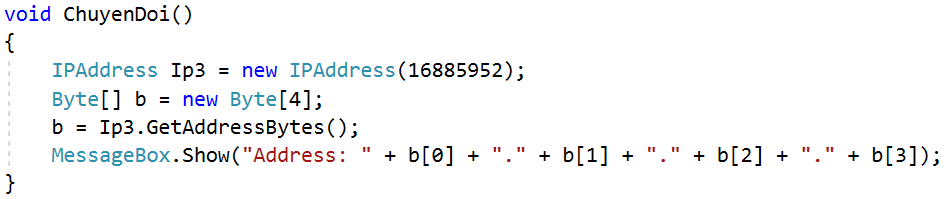 void ChuyenDoi()
{
    IPAddress Ip3 = new IPAddress(16885952);
    Byte[] b = new Byte[4];
    b = Ip3.GetAddressBytes();
    MessageBox.Show("Address: " + b[0] + "." + b[1] + "." + b[2] + "." + b[3]);
}